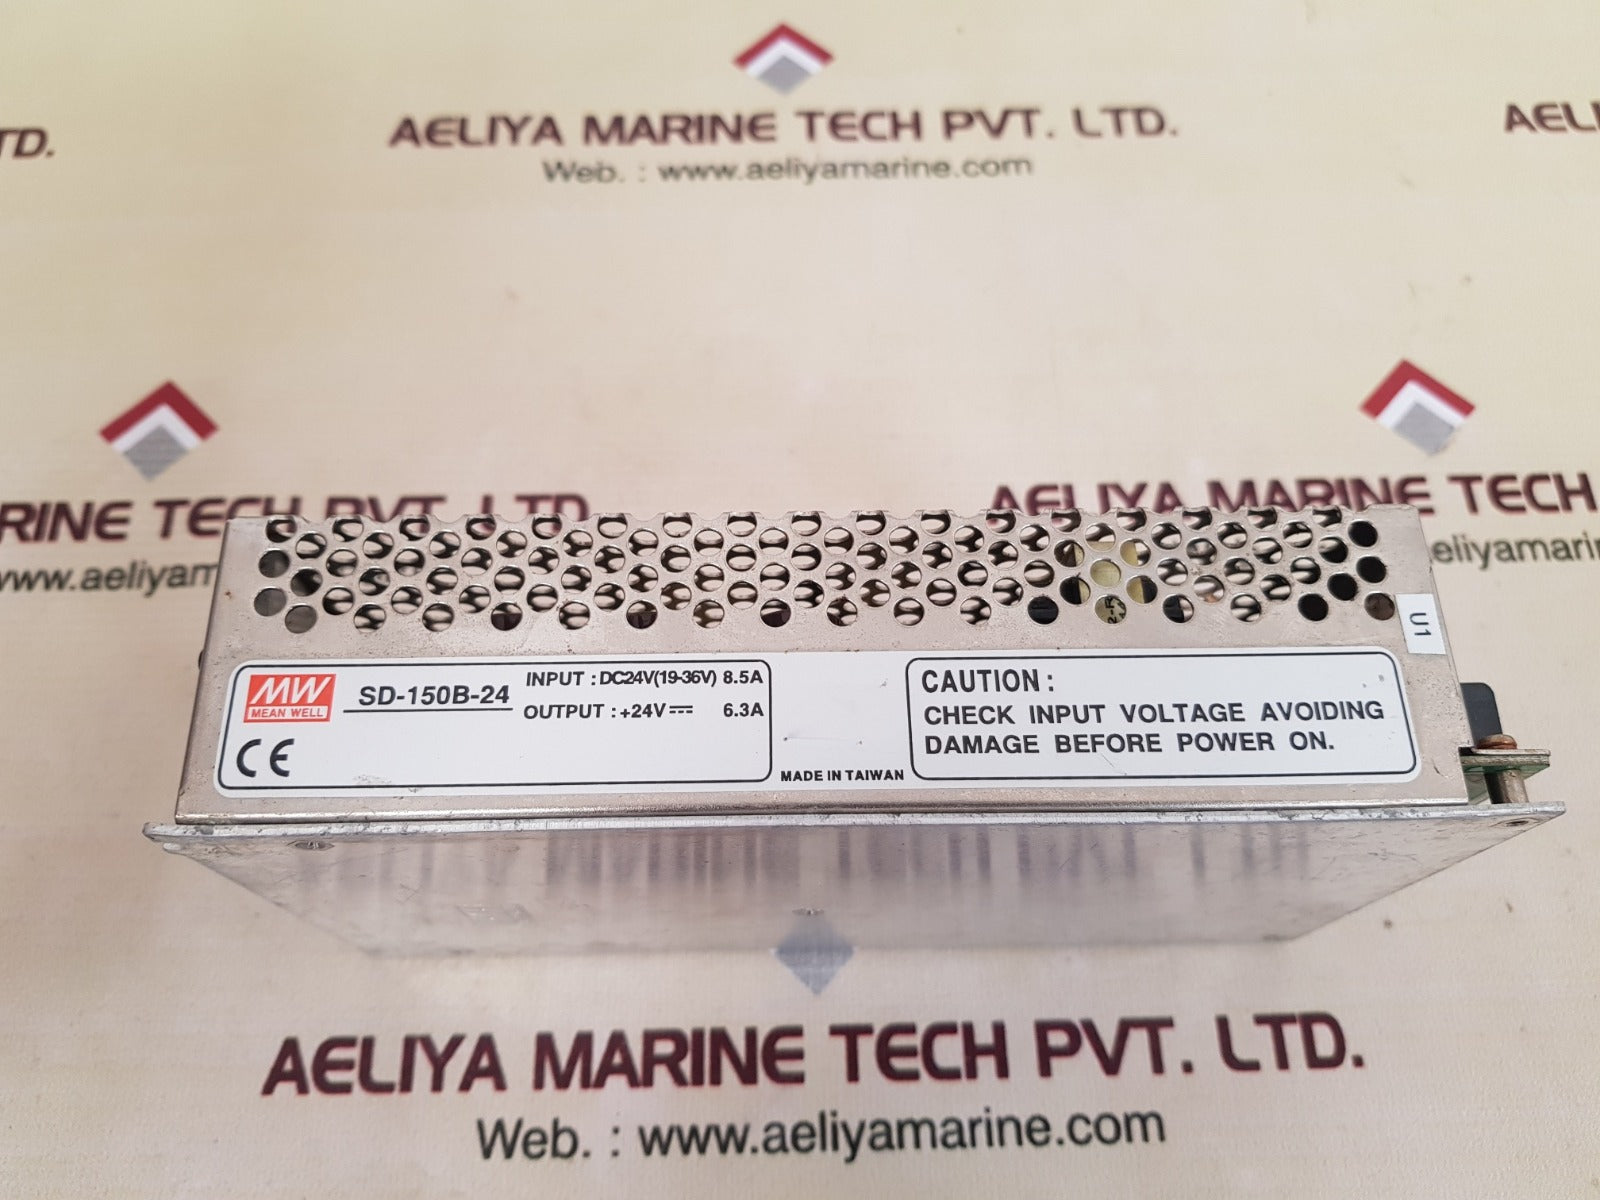 AELIYA MARINE TECH PVT. LTD.
Web. : www.aeliyamarine.com
TD.
AELI
RINE TECH PVT. LTD.
www.aeliyam
AELIYA MARINE TECH
eliyamarin
U1
MW
MEAN WELL
SD-150B-24
INPUT : DC24V(19-36V) 8.5A
OUTPUT : +24V⎓ 6.3A
CE
MADE IN TAIWAN
CAUTION :
CHECK INPUT VOLTAGE AVOIDING
DAMAGE BEFORE POWER ON.
AELIYA MARINE TECH PVT. LTD.
Web. : www.aeliyamarine.com